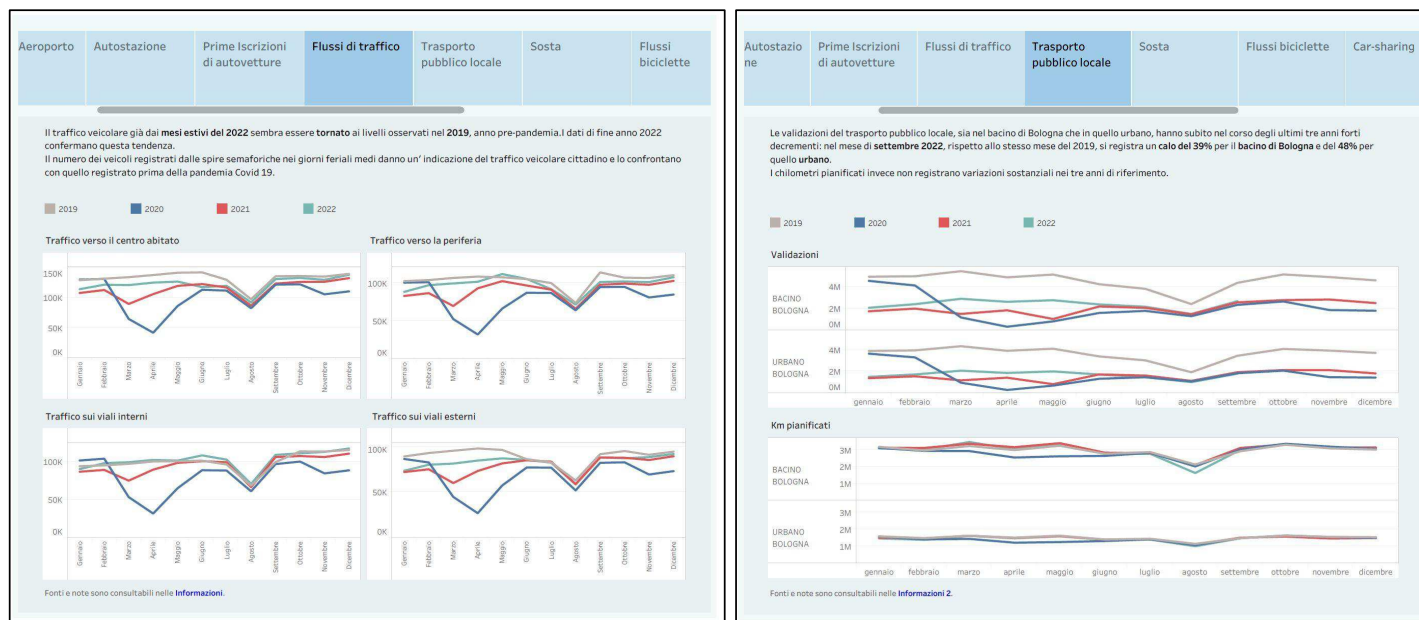 Aeroporto
Autostazione
Prime Iscrizioni
di autovetture
Flussi di traffico
Trasporto
pubblico locale
Sosta
Flussi
biciclette
Il traffico veicolare già dai mesi estivi del 2022 sembra essere tornato ai livelli osservati nel 2019, anno pre-pandemia.I dati di fine anno 2022
confermano questa tendenza.
Il numero dei veicoli registrati dalle spire semaforiche nei giorni feriali medi danno un' indicazione del traffico veicolare cittadino e lo confrontano
con quello registrato prima della pandemia Covid 19.
2019 2020 2021 2022
Traffico verso il centro abitato
150K
100K
50K
0K
Gennaio Febbraio Marzo Aprile Maggio Giugno Luglio Agosto Settembre Ottobre Novembre Dicembre
Traffico verso la periferia
100K
50K
0K
Gennaio Febbraio Marzo Aprile Maggio Giugno Luglio Agosto Settembre Ottobre Novembre Dicembre
Traffico sui viali interni
100K
50K
0K
Gennaio Febbraio Marzo Aprile Maggio Giugno Luglio Agosto Settembre Ottobre Novembre Dicembre
Traffico sui viali esterni
100K
50K
0K
Gennaio Febbraio Marzo Aprile Maggio Giugno Luglio Agosto Settembre Ottobre Novembre Dicembre
Fonti e note sono consultabili nelle Informazioni.
Autostazio
ne
Prime Iscrizioni
di autovetture
Flussi di traffico
Trasporto
pubblico locale
Sosta
Flussi biciclette
Car-sharing
Le validazioni del trasporto pubblico locale, sia nel bacino di Bologna che in quello urbano, hanno subito nel corso degli ultimi tre anni forti
decrementi: nel mese di settembre 2022, rispetto allo stesso mese del 2019, si registra un calo del 39% per il bacino di Bologna e del 48% per
quello urbano.
I chilometri pianificati invece non registrano variazioni sostanziali nei tre anni di riferimento.
2019 2020 2021 2022
Validazioni
BACINO
BOLOGNA
4M
2M
0M
URBANO
BOLOGNA
4M
2M
0M
gennaio febbraio marzo aprile maggio giugno luglio agosto settembre ottobre novembre dicembre
Km pianificati
BACINO
BOLOGNA
3M
2M
1M
URBANO
BOLOGNA
3M
2M
1M
gennaio febbraio marzo aprile maggio giugno luglio agosto settembre ottobre novembre dicembre
Fonti e note sono consultabili nelle Informazioni 2.